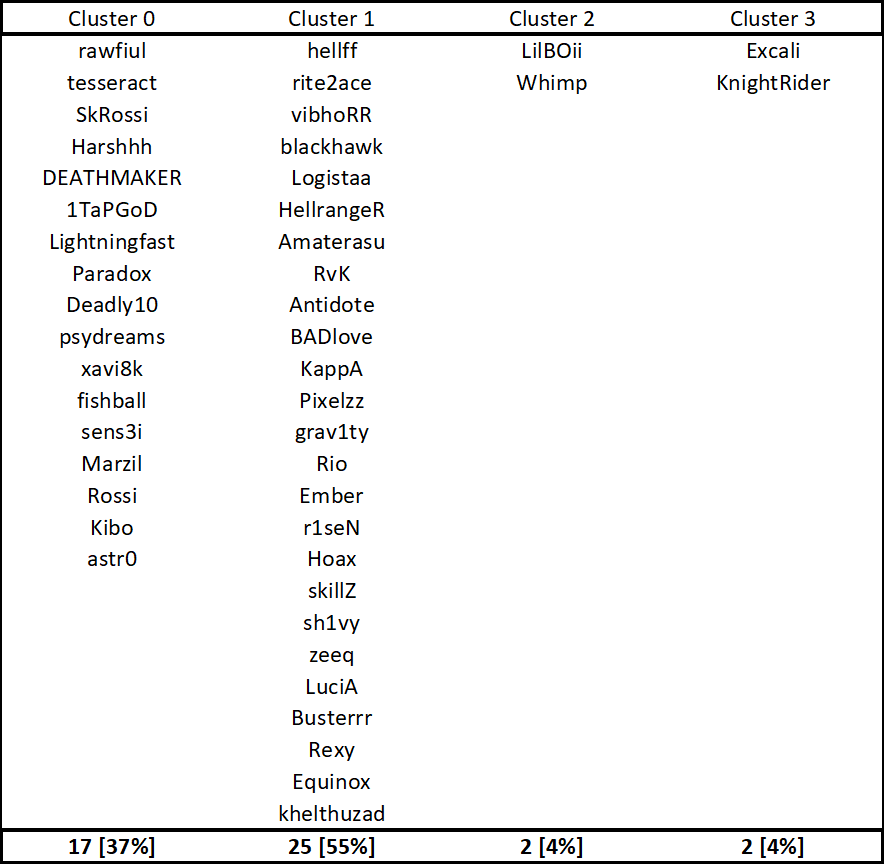 Cluster 0 Cluster 1 Cluster 2 Cluster 3
rawfiul hellff LilBOii Excali
tesseract rite2ace Whimp KnightRider
SkRossi vibhoRR
Harshhh blackhawk
DEATHMAKER Logistaa
1TaPGoD HellrangeR
Lightningfast Amaterasu
Paradox RvK
Deadly10 Antidote
psydreams BADlove
xavi8k KappA
fishball Pixelzz
sens3i grav1ty
Marzil Rio
Rossi Ember
Kibo r1seN
astr0 Hoax
skillZ
sh1vy
zeeq
LuciA
Busterrr
Rexy
Equinox
khelthuzad
17 [37%] 25 [55%] 2 [4%] 2 [4%]